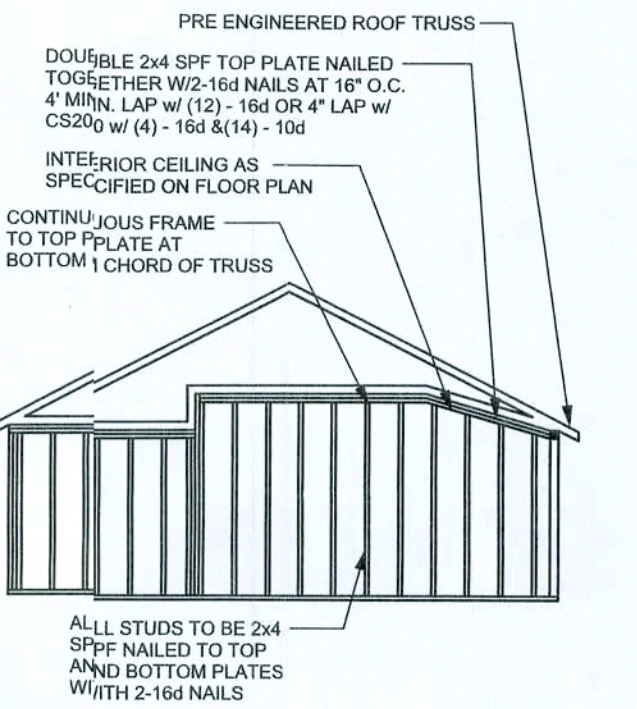 PRE ENGINEERED ROOF TRUSS
DOUBLE 2x4 SPF TOP PLATE NAILED
TOGETHER W/2-16d NAILS AT 16" O.C.
4' MIN. LAP w/ (12) - 16d OR 4" LAP w/
CS20 w/ (4) - 16d &(14) - 10d
INTERIOR CEILING AS
SPECIFIED ON FLOOR PLAN
CONTINUOUS FRAME
TO TOP PLATE AT
BOTTOM CHORD OF TRUSS
ALL STUDS TO BE 2x4
SPF NAILED TO TOP
AND BOTTOM PLATES
WITH 2-16d NAILS